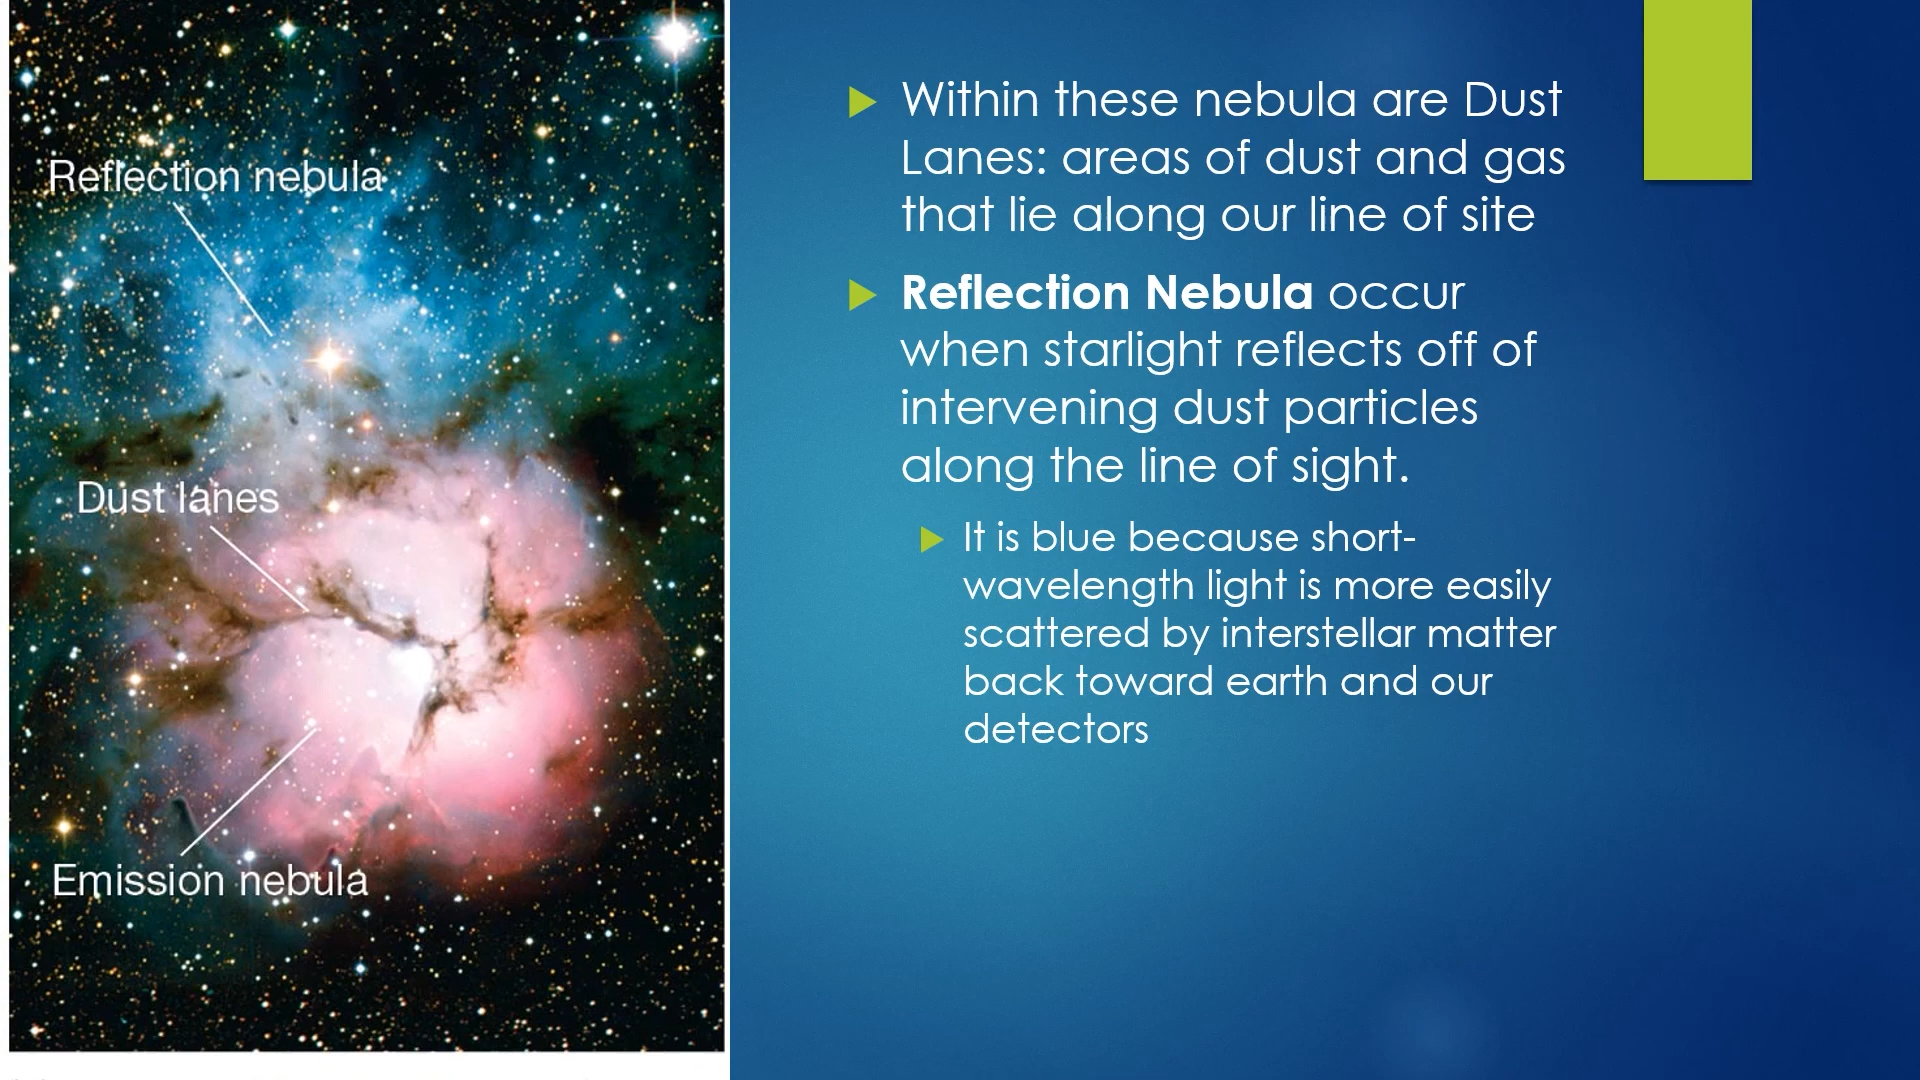 Reflection nebula
Dust lanes
Emission nebula
Within these nebula are Dust
Lanes: areas of dust and gas
that lie along our line of site
Reflection Nebula occur
when starlight reflects off of
intervening dust particles
along the line of sight.
It is blue because short-
wavelength light is more easily
scattered by interstellar matter
back toward earth and our
detectors